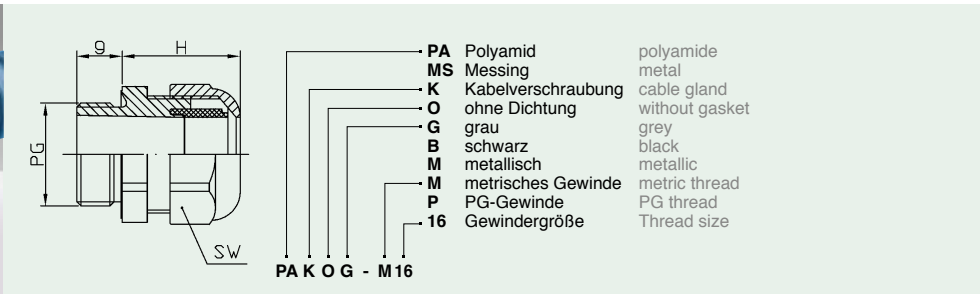 g H
PG
SW
PA Polyamid polyamide
MS Messing metal
K Kabelverschraubung cable gland
O ohne Dichtung without gasket
G grau grey
B schwarz black
M metallisch metallic
M metrisches Gewinde metric thread
P PG-Gewinde PG thread
16 Gewindergröße Thread size
PA K O G - M16